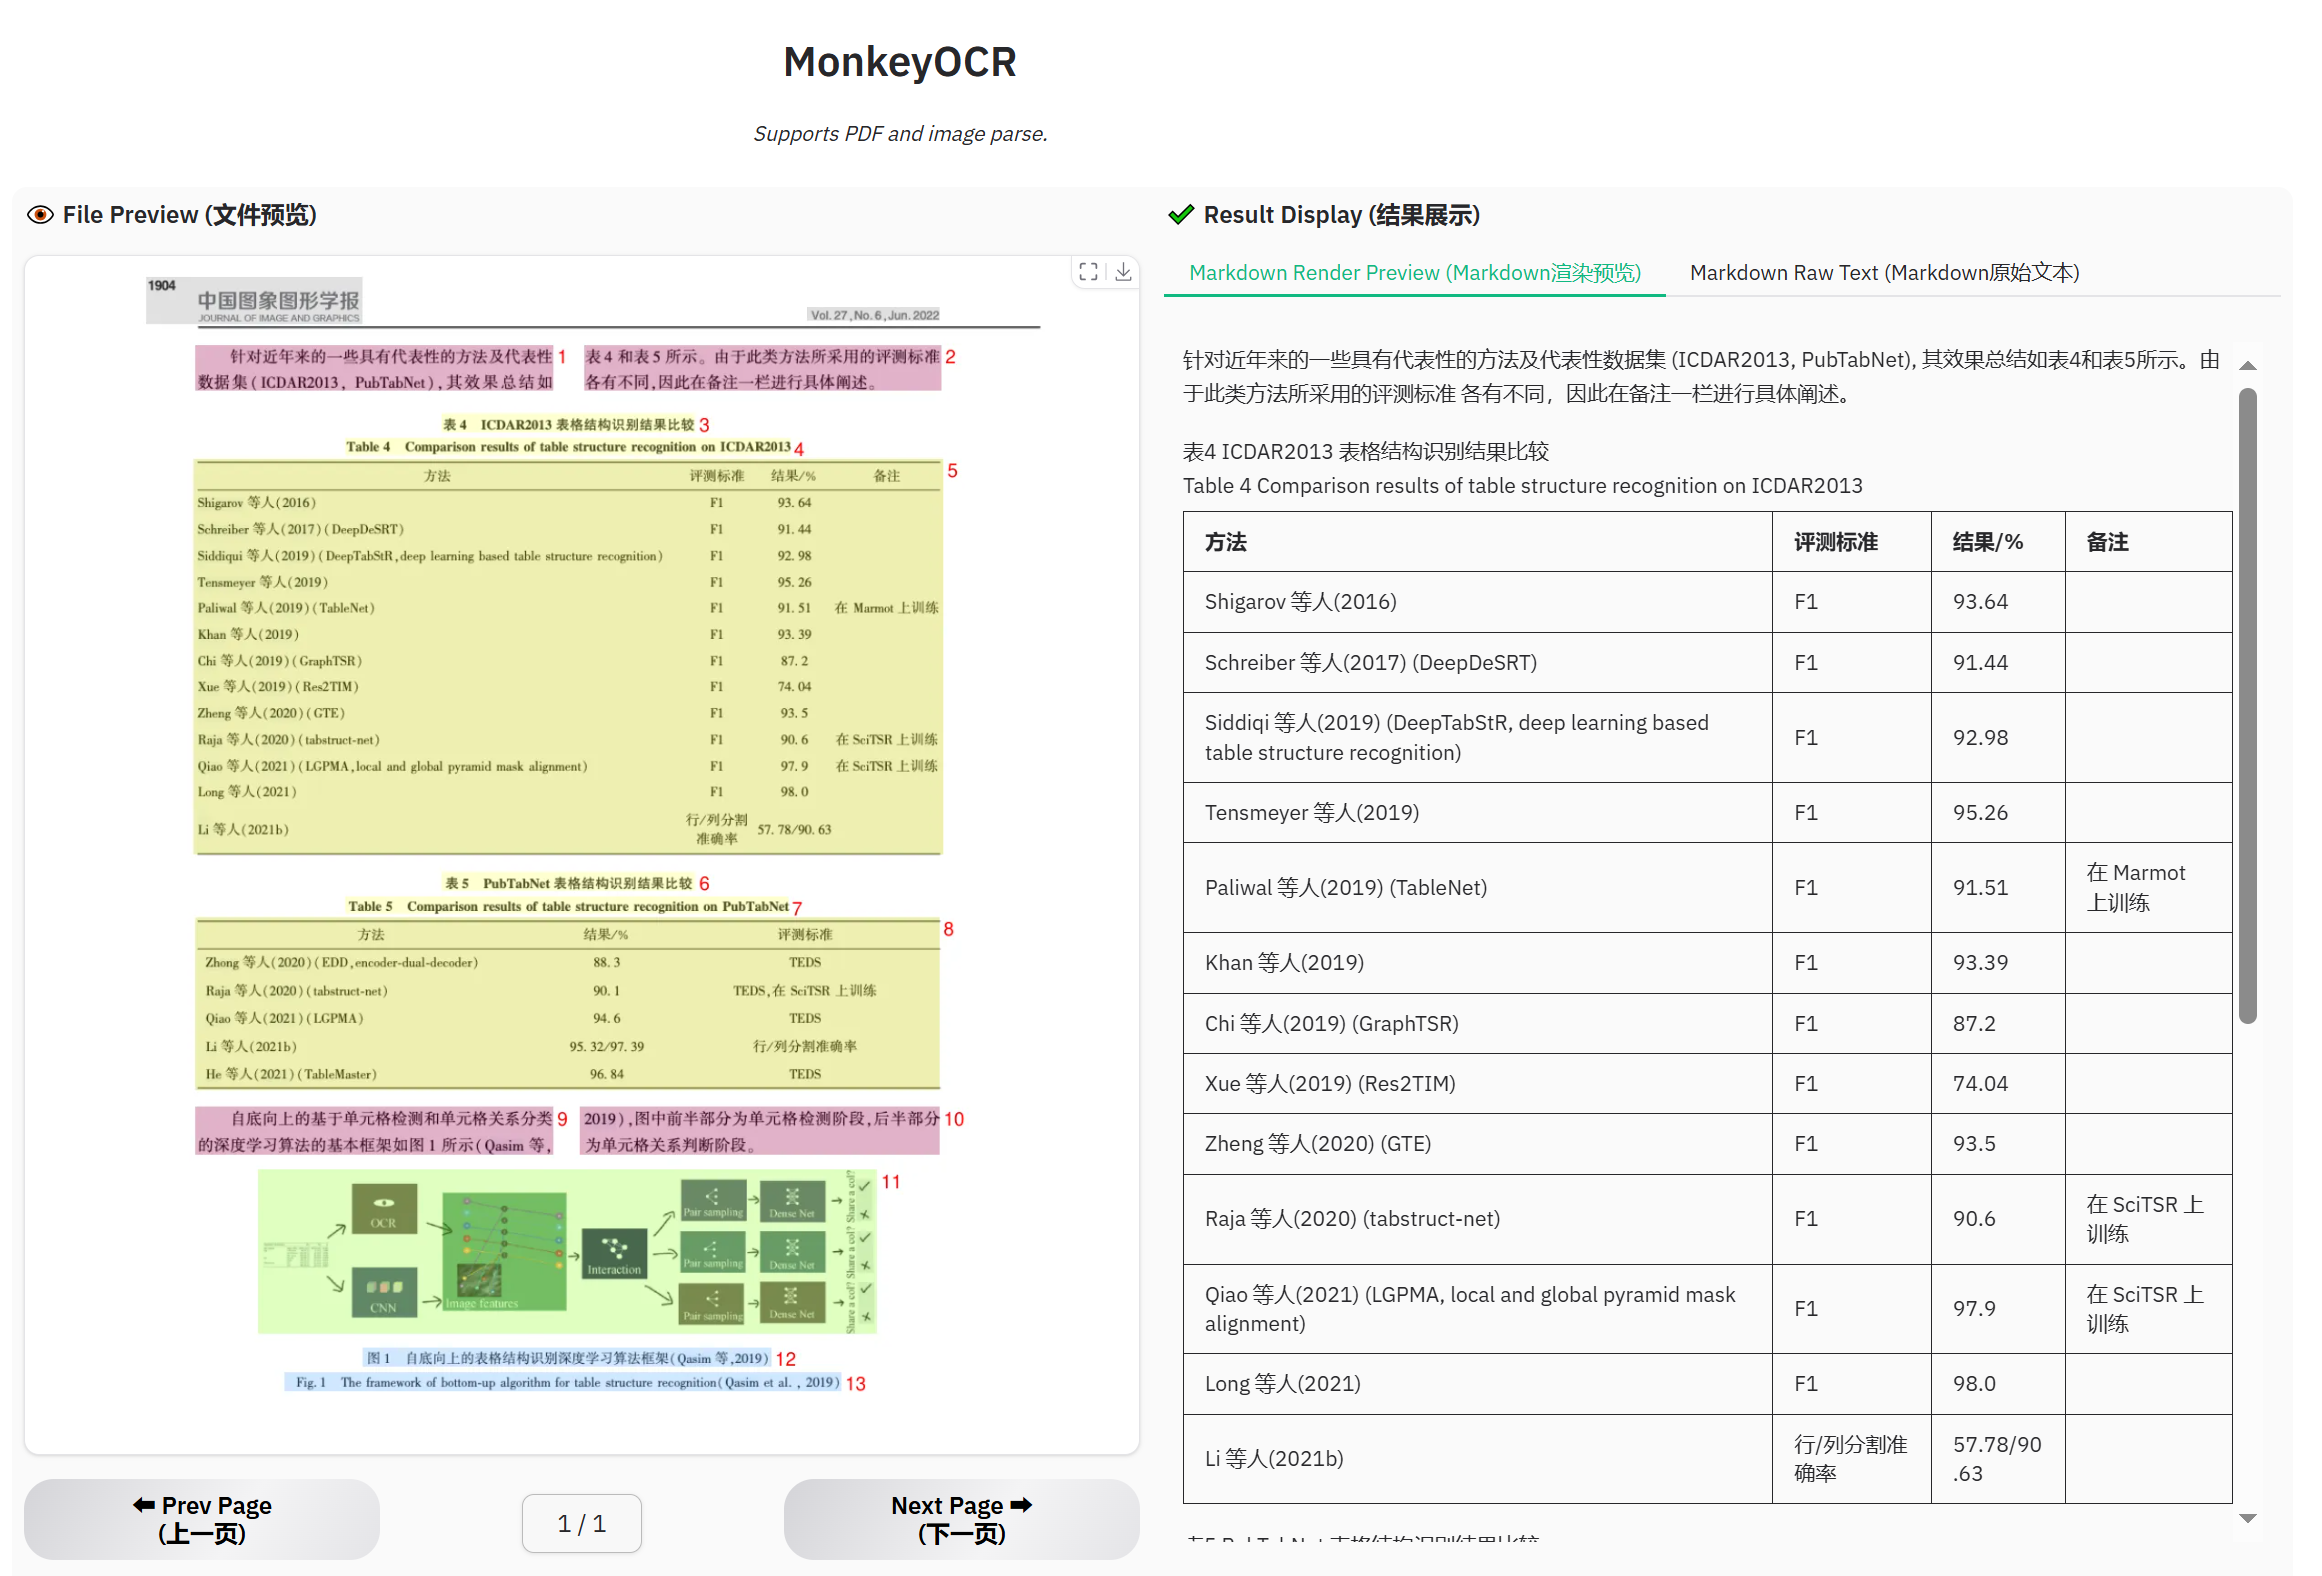 MonkeyOCR
Supports PDF and image parse.
File Preview (文件预览)
1904
中国图象图形学报
JOURNAL OF IMAGE AND GRAPHICS
Vol. 27, No. 6, Jun. 2022
针对近年来的一些具有代表性的方法及代表性 1
数据集(ICDAR2013, PubTabNet),其效果总结如
表 4 和表 5 所示。由于此类方法所采用的评测标准 2
各有不同,因此在备注一栏进行具体阐述。
表 4 ICDAR2013 表格结构识别结果比较 3
Table 4 Comparison results of table structure recognition on ICDAR2013 4
5
方法 评测标准 结果/% 备注
Shigarov 等人(2016) F1 93.64
Schreiber 等人(2017)(DeepDeSRT) F1 91.44
Siddiqui 等人(2019)(DeepTabStR,deep learning based table structure recognition) F1 92.98
Tensmeyer 等人(2019) F1 95.26
Paliwal 等人(2019)(TableNet) F1 91.51 在 Marmot 上训练
Khan 等人(2019) F1 93.39
Chi 等人(2019)(GraphTSR) F1 87.2
Xue 等人(2019)(Res2TIM) F1 74.04
Zheng 等人(2020)(GTE) F1 93.5
Raja 等人(2020)(tabstruct-net) F1 90.6 在 SciTSR 上训练
Qiao 等人(2021)(LGPMA,local and global pyramid mask alignment) F1 97.9 在 SciTSR 上训练
Long 等人(2021) F1 98.0
Li 等人(2021b) 行/列分割 57.78/90.63
准确率
表 5 PubTabNet 表格结构识别结果比较 6
Table 5 Comparison results of table structure recognition on PubTabNet 7
8
方法 结果/% 评测标准
Zhong 等人(2020)(EDD,encoder-dual-decoder) 88.3 TEDS
Raja 等人(2020)(tabstruct-net) 90.1 TEDS,在 SciTSR 上训练
Qiao 等人(2021)(LGPMA) 94.6 TEDS
Li 等人(2021b) 95.32/97.39 行/列分割准确率
He 等人(2021)(TableMaster) 96.84 TEDS
自底向上的基于单元格检测和单元格关系分类 9
的深度学习算法的基本框架如图 1 所示(Qasim 等,
2019),图中前半部分为单元格检测阶段,后半部分 10
为单元格关系判断阶段。
11
OCR
CNN
Image features
Interaction
Pair sampling
Dense Net
Share a col?
Pair sampling
Dense Net
Share a col?
Pair sampling
Dense Net
Share a col?
图 1 自底向上的表格结构识别深度学习算法框架(Qasim 等,2019) 12
Fig. 1 The framework of bottom-up algorithm for table structure recognition(Qasim et al., 2019) 13
Prev Page
(上一页)
1 / 1
Next Page
(下一页)
Result Display (结果展示)
Markdown Render Preview (Markdown渲染预览)
Markdown Raw Text (Markdown原始文本)
针对近年来的一些具有代表性的方法及代表性数据集 (ICDAR2013, PubTabNet), 其效果总结如表4和表5所示。由
于此类方法所采用的评测标准 各有不同，因此在备注一栏进行具体阐述。
表4 ICDAR2013 表格结构识别结果比较
Table 4 Comparison results of table structure recognition on ICDAR2013
方法 评测标准 结果/% 备注
Shigarov 等人(2016) F1 93.64
Schreiber 等人(2017) (DeepDeSRT) F1 91.44
Siddiqi 等人(2019) (DeepTabStR, deep learning based
table structure recognition) F1 92.98
Tensmeyer 等人(2019) F1 95.26
Paliwal 等人(2019) (TableNet) F1 91.51 在 Marmot
上训练
Khan 等人(2019) F1 93.39
Chi 等人(2019) (GraphTSR) F1 87.2
Xue 等人(2019) (Res2TIM) F1 74.04
Zheng 等人(2020) (GTE) F1 93.5
Raja 等人(2020) (tabstruct-net) F1 90.6 在 SciTSR 上
训练
Qiao 等人(2021) (LGPMA, local and global pyramid mask
alignment) F1 97.9 在 SciTSR 上
训练
Long 等人(2021) F1 98.0
Li 等人(2021b) 行/列分割准 57.78/90
确率 .63
表5 PubTabNet 表格结构识别结果比较